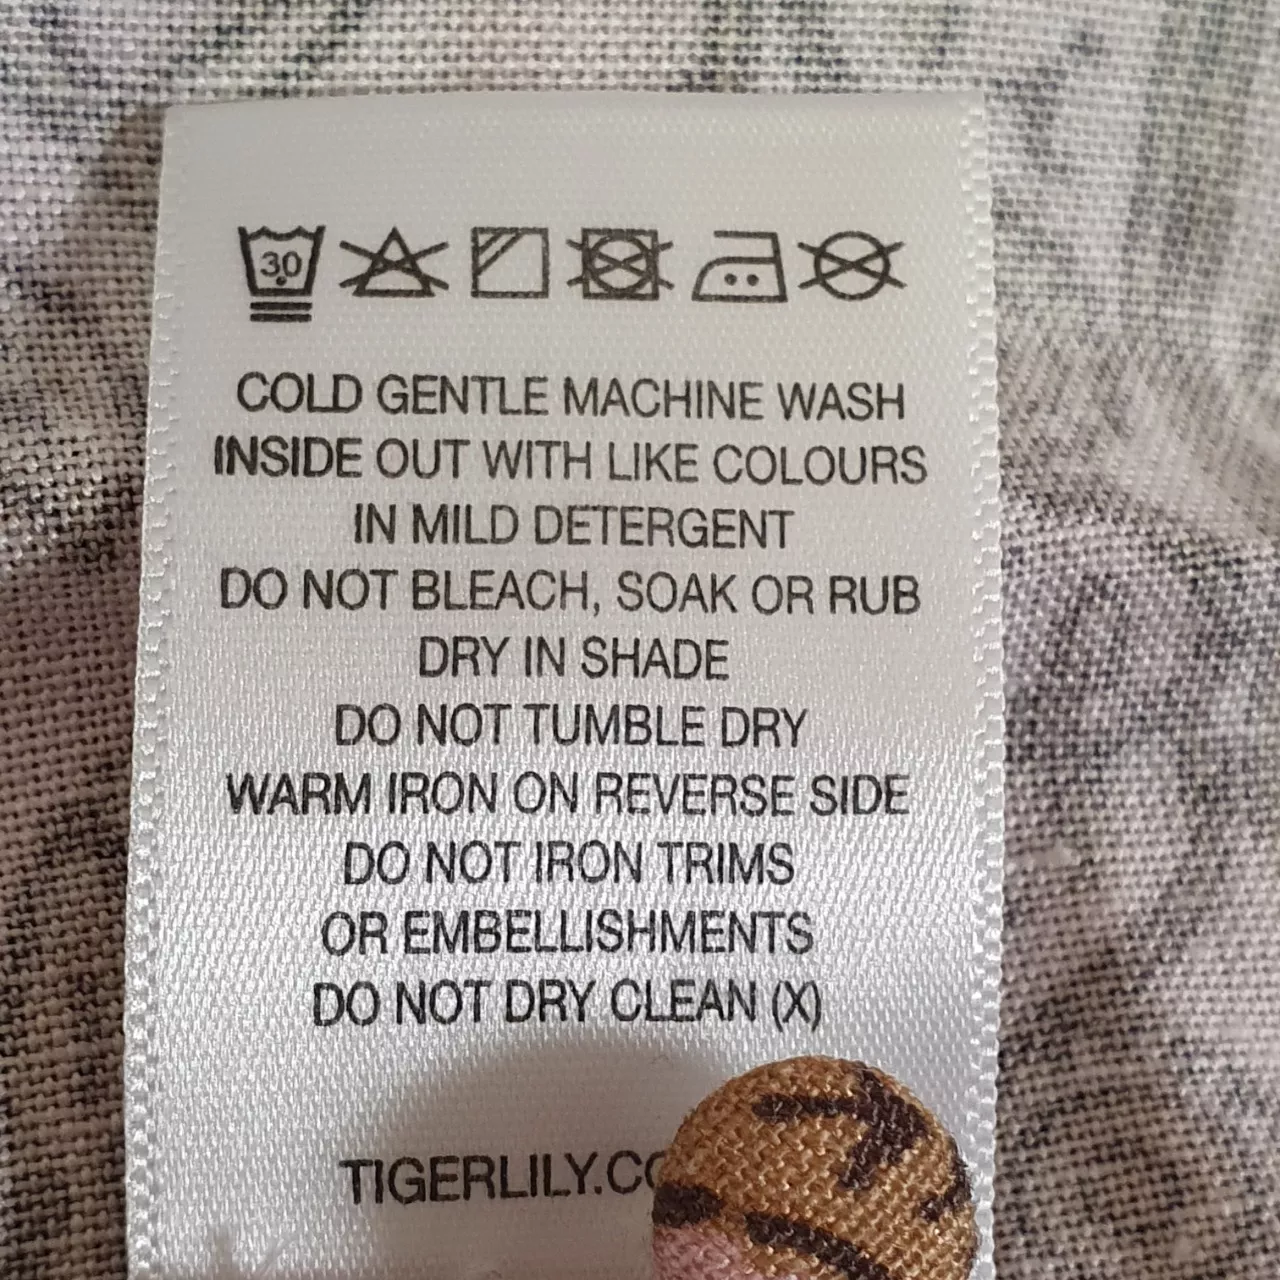 30
COLD GENTLE MACHINE WASH
INSIDE OUT WITH LIKE COLOURS
IN MILD DETERGENT
DO NOT BLEACH, SOAK OR RUB
DRY IN SHADE
DO NOT TUMBLE DRY
WARM IRON ON REVERSE SIDE
DO NOT IRON TRIMS
OR EMBELLISHMENTS
DO NOT DRY CLEAN (X)
TIGERLILY.CO